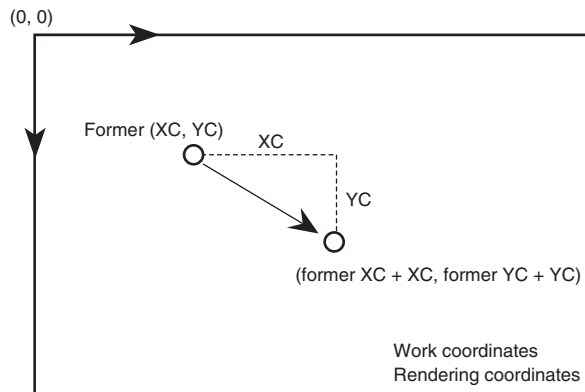 (0, 0)
Former (XC, YC)
XC
YC
(former XC + XC, former YC + YC)
Work coordinates
Rendering coordinates